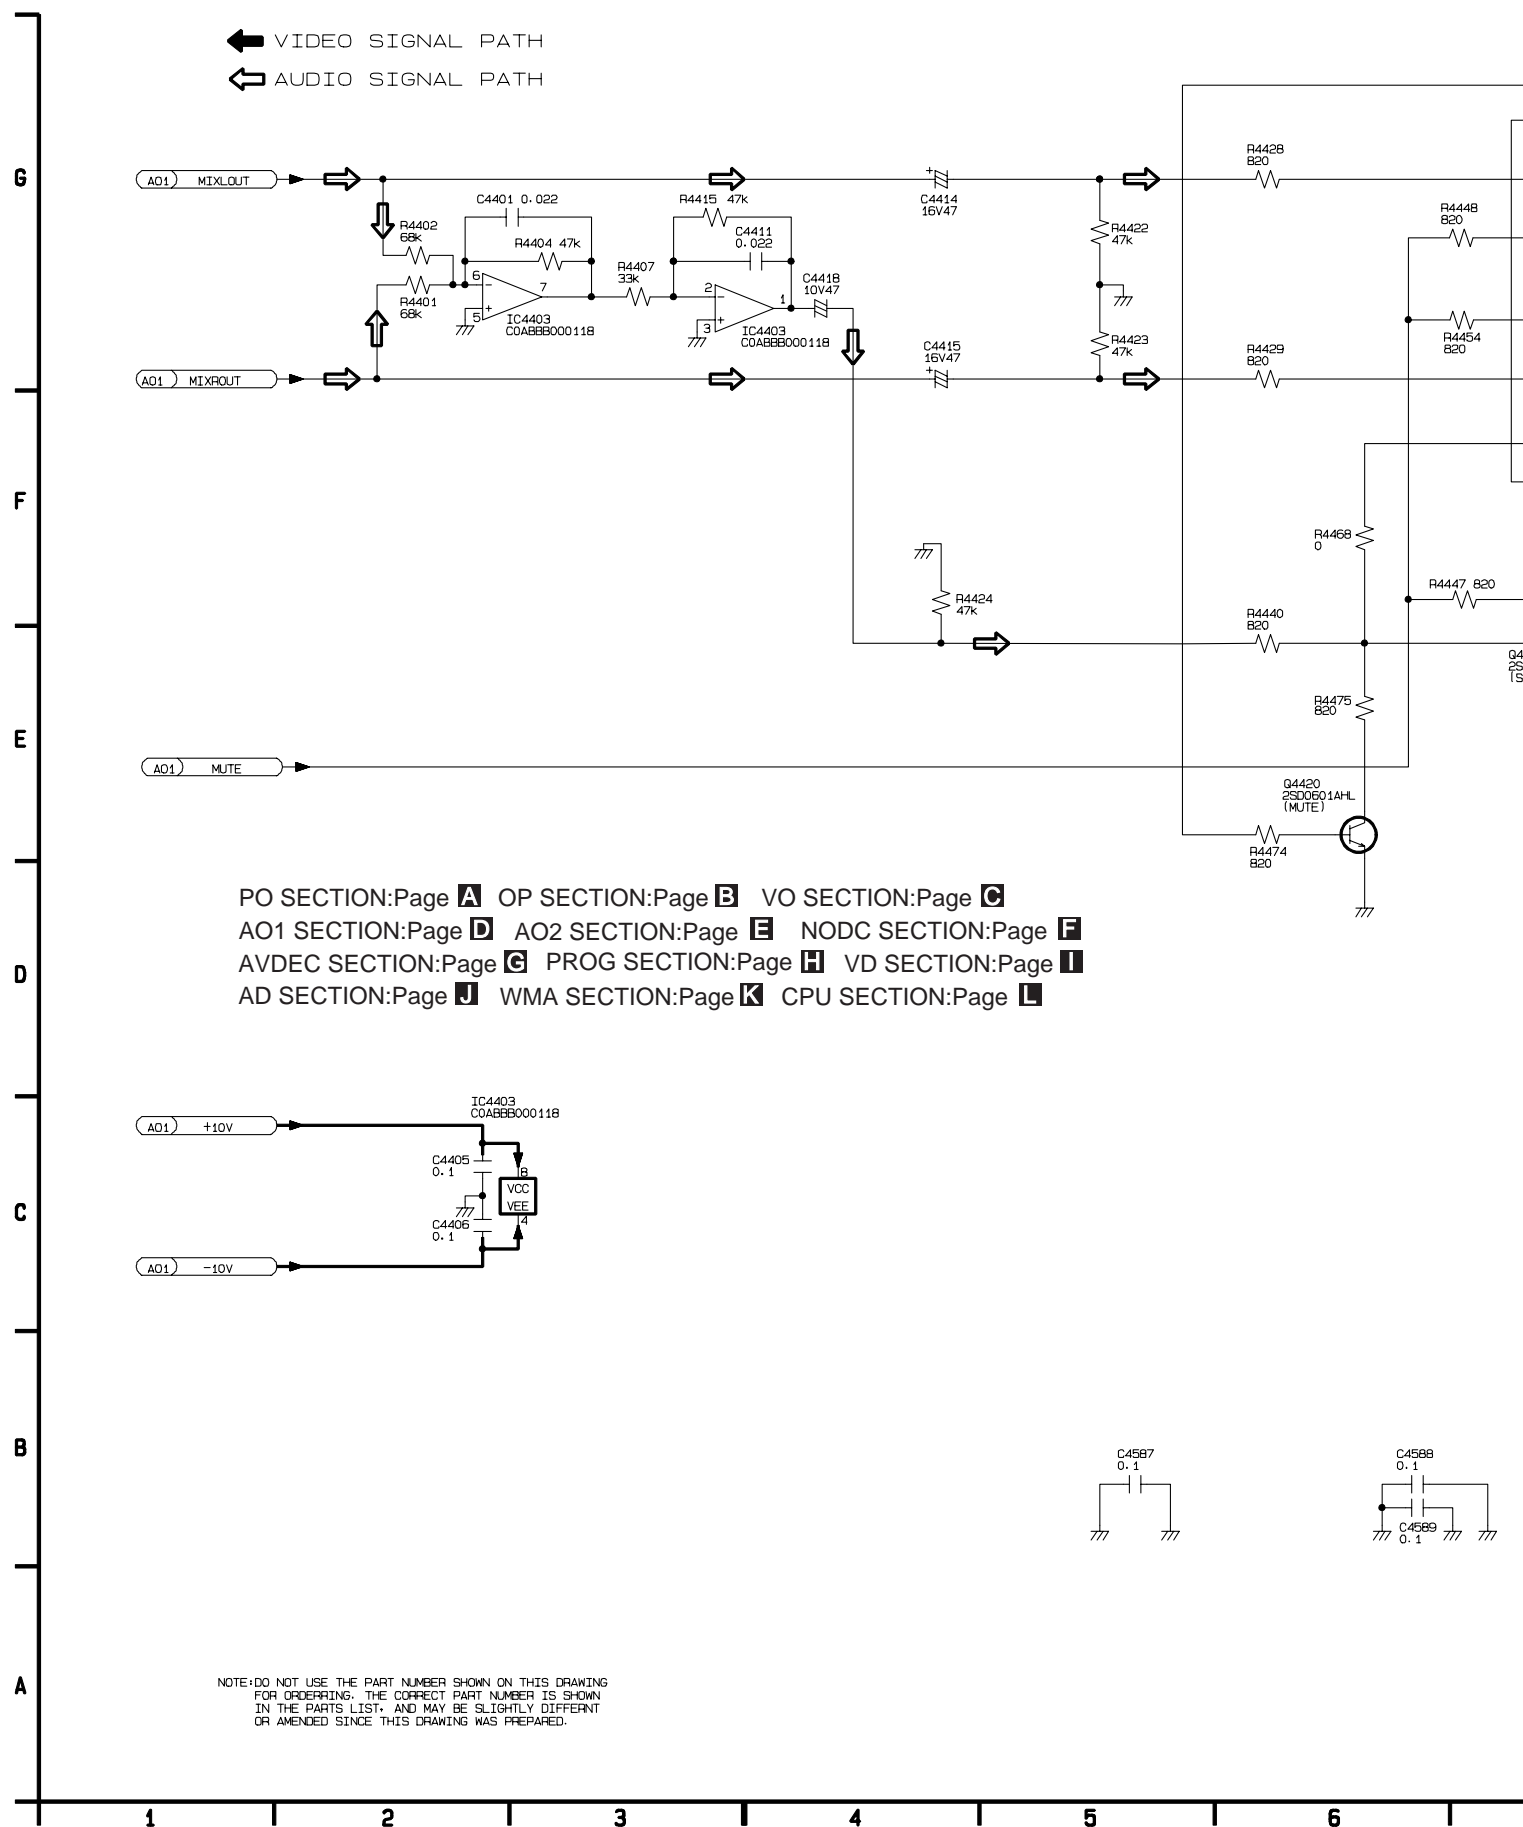 VIDEO SIGNAL PATH
AUDIO SIGNAL PATH
G
AO1 MIXLOUT
R4402
68k
R4401
68k
C4401 0.022
R4404 47k
6
5
7
IC4403
C0ABBB000118
R4407
33k
R4415 47k
C4411
0.022
2
3
1
IC4403
C0ABBB000118
C4418
10V47
+
C4414
16V47
C4415
16V47
+
R4422
47k
R4423
47k
R4428
820
R4429
820
R4448
820
R4454
820
AO1 MIXROUT
F
R4424
47k
R4468
0
R4447 820
R4440
820
Q4
2S
(S
E
R4475
820
AO1 MUTE
Q4420
2SD0601AHL
(MUTE)
R4474
820
PO SECTION:Page A OP SECTION:Page B VO SECTION:Page C
AO1 SECTION:Page D AO2 SECTION:Page E NODC SECTION:Page F
AVDEC SECTION:Page G PROG SECTION:Page H VD SECTION:Page I
AD SECTION:Page J WMA SECTION:Page K CPU SECTION:Page L
D
IC4403
C0ABBB000118
AO1 +10V
C4405
0.1
8
VCC
VEE
4
C
C4406
0.1
AO1 -10V
B
C4587
0.1
C4588
0.1
C4589
0.1
A
NOTE:DO NOT USE THE PART NUMBER SHOWN ON THIS DRAWING
FOR ORDERRING. THE CORRECT PART NUMBER IS SHOWN
IN THE PARTS LIST, AND MAY BE SLIGHTLY DIFFERNT
OR AMENDED SINCE THIS DRAWING WAS PREPARED.
1 2 3 4 5 6